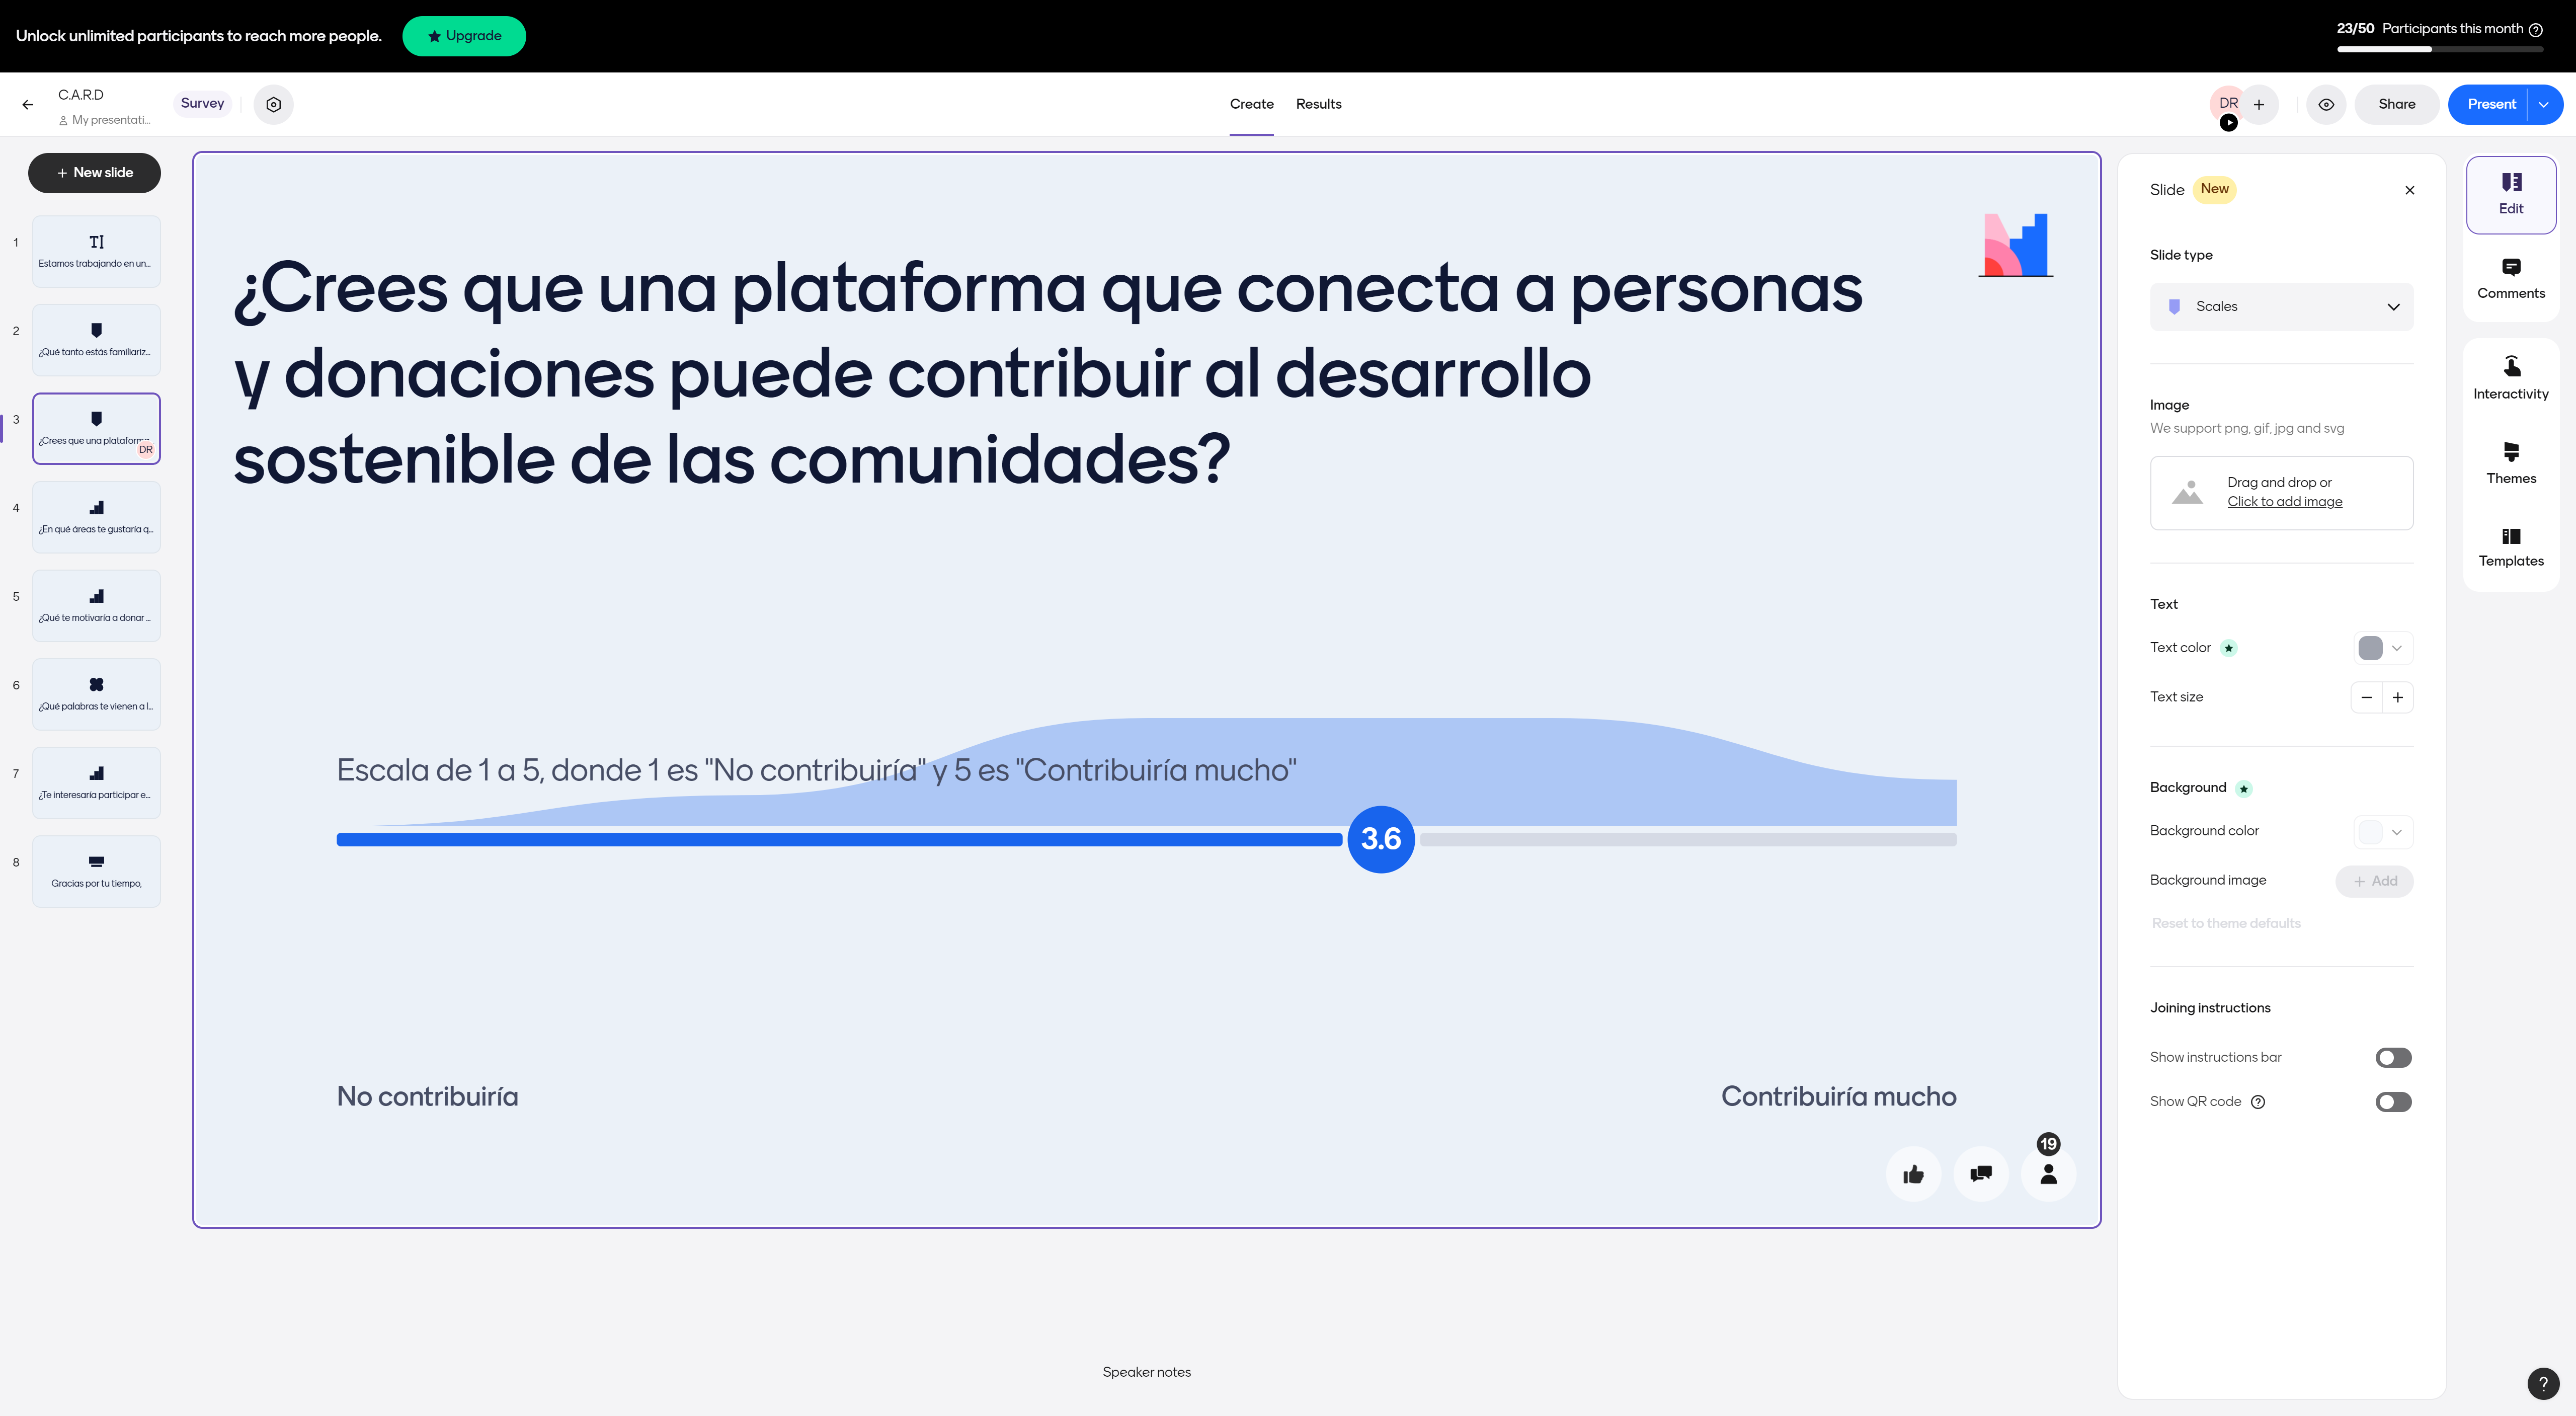 Unlock unlimited participants to reach more people.
Upgrade
23/50 Participants this month
C.A.R.D
My presentati...
Survey
Create
Results
DR
Share
Present
New slide
1
Estamos trabajando en un...
2
¿Qué tanto estás familiariz...
3
¿Crees que una plataforma
DR
4
¿En qué áreas te gustaría q...
5
¿Qué te motivaría a donar ...
6
¿Qué palabras te vienen a l...
7
¿Te interesaría participar e...
8
Gracias por tu tiempo,
¿Crees que una plataforma que conecta a personas
y donaciones puede contribuir al desarrollo
sostenible de las comunidades?
Escala de 1 a 5, donde 1 es "No contribuiría" y 5 es "Contribuiría mucho"
3.6
No contribuiría
Contribuiría mucho
19
Speaker notes
Slide New
Slide type
Scales
Image
We support png, gif, jpg and svg
Drag and drop or
Click to add image
Text
Text color
Text size
Background
Background color
Background image
Add
Reset to theme defaults
Joining instructions
Show instructions bar
Show QR code
Edit
Comments
Interactivity
Themes
Templates